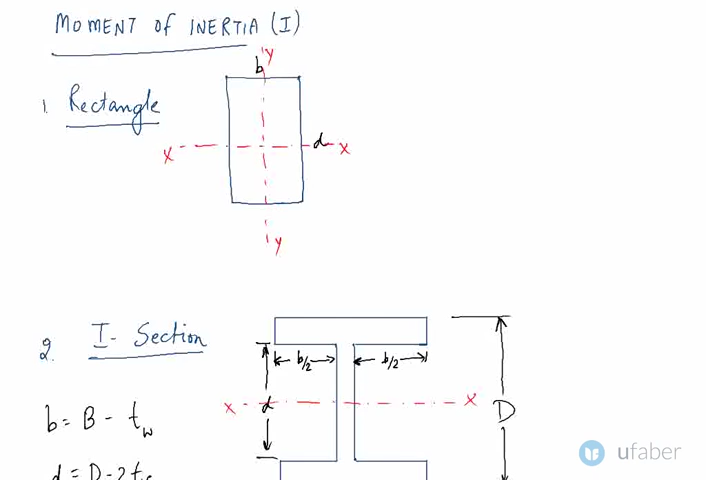 MOMENT of INERTIA (I)
y
b
1. Rectangle
x d x
y
2. I- Section
b/2 b/2
x d x D
b = B - tw
d = D - 2tf
ufaber